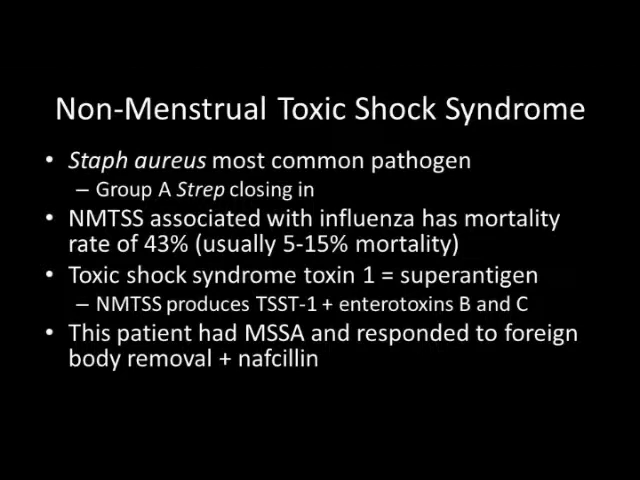 Non-Menstrual Toxic Shock Syndrome
• Staph aureus most common pathogen
– Group A Strep closing in
• NMTSS associated with influenza has mortality
rate of 43% (usually 5-15% mortality)
• Toxic shock syndrome toxin 1 = superantigen
– NMTSS produces TSST-1 + enterotoxins B and C
• This patient had MSSA and responded to foreign
body removal + nafcillin